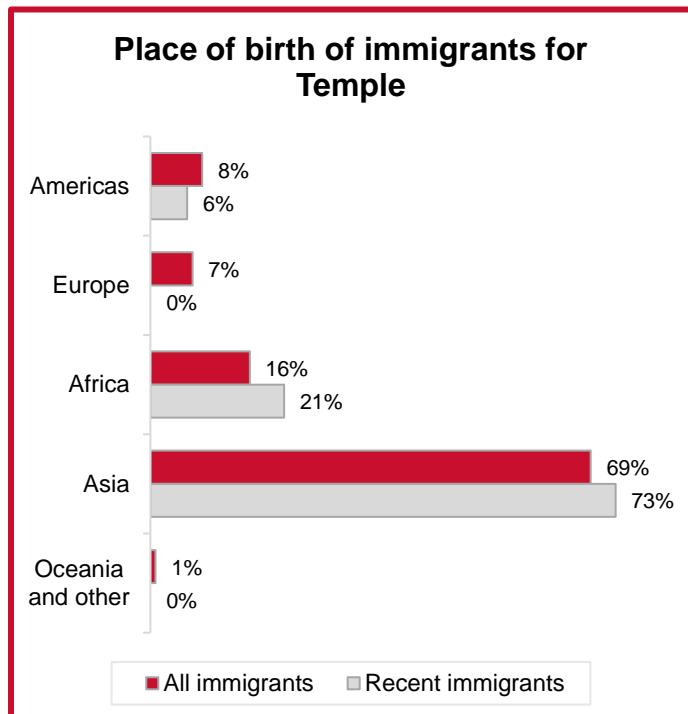 Place of birth of immigrants for
Temple
Americas
8%
6%
Europe
7%
0%
Africa
16%
21%
Asia
69%
73%
Oceania
and other
1%
0%
All immigrants
Recent immigrants